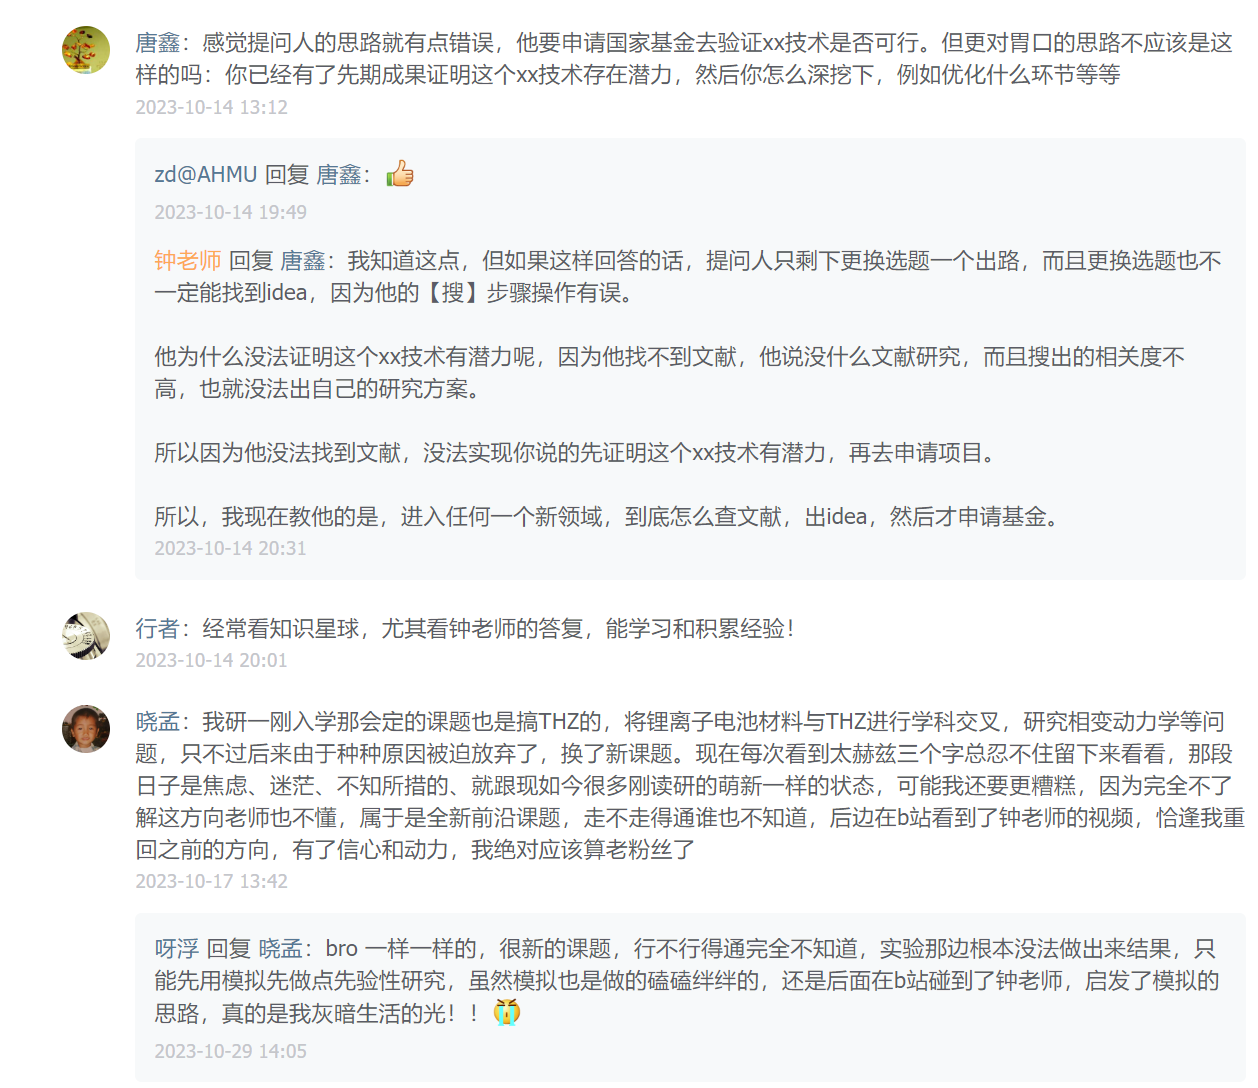 唐鑫：感觉提问人的思路就有点错误，他要申请国家基金去验证xx技术是否可行。但更对胃口的思路不应该是这
样的吗：你已经有了先期成果证明这个xx技术存在潜力，然后你怎么深挖下，例如优化什么环节等等
2023-10-14 13:12
zd@AHMU 回复 唐鑫：👍
2023-10-14 19:49
钟老师 回复 唐鑫：我知道这点，但如果这样回答的话，提问人只剩下更换选题一个出路，而且更换选题也不
一定能找到idea，因为他的【搜】步骤操作有误。
他为什么没法证明这个xx技术有潜力呢，因为他找不到文献，他说没什么文献研究，而且搜出的相关度不
高，也就没法出自己的研究方案。
所以因为他没法找到文献，没法实现你说的先证明这个xx技术有潜力，再去申请项目。
所以，我现在教他的是，进入任何一个新领域，到底怎么查文献，出idea，然后才申请基金。
2023-10-14 20:31
行者：经常看知识星球，尤其看钟老师的答复，能学习和积累经验！
2023-10-14 20:01
晓孟：我研一刚入学那会定的课题也是搞THZ的，将锂离子电池材料与THZ进行学科交叉，研究相变动力学等问
题，只不过后来由于种种原因被迫放弃了，换了新课题。现在每次看到太赫兹三个字总忍不住留下来看看，那段
日子是焦虑、迷茫、不知所措的、就跟现如今很多刚读研的萌新一样的状态，可能我还要更糟糕，因为完全不了
解这方向老师也不懂，属于是全新前沿课题，走不走得通谁也不知道，后边在b站看到了钟老师的视频，恰逢我重
回之前的方向，有了信心和动力，我绝对应该算老粉丝了
2023-10-17 13:42
呀浮 回复 晓孟：bro 一样一样的，很新的课题，行不行得通完全不知道，实验那边根本没法做出来结果，只
能先用模拟先做点先验性研究，虽然模拟也是做的磕磕绊绊的，还是后面在b站碰到了钟老师，启发了模拟的
思路，真的是我灰暗生活的光！！😭
2023-10-29 14:05